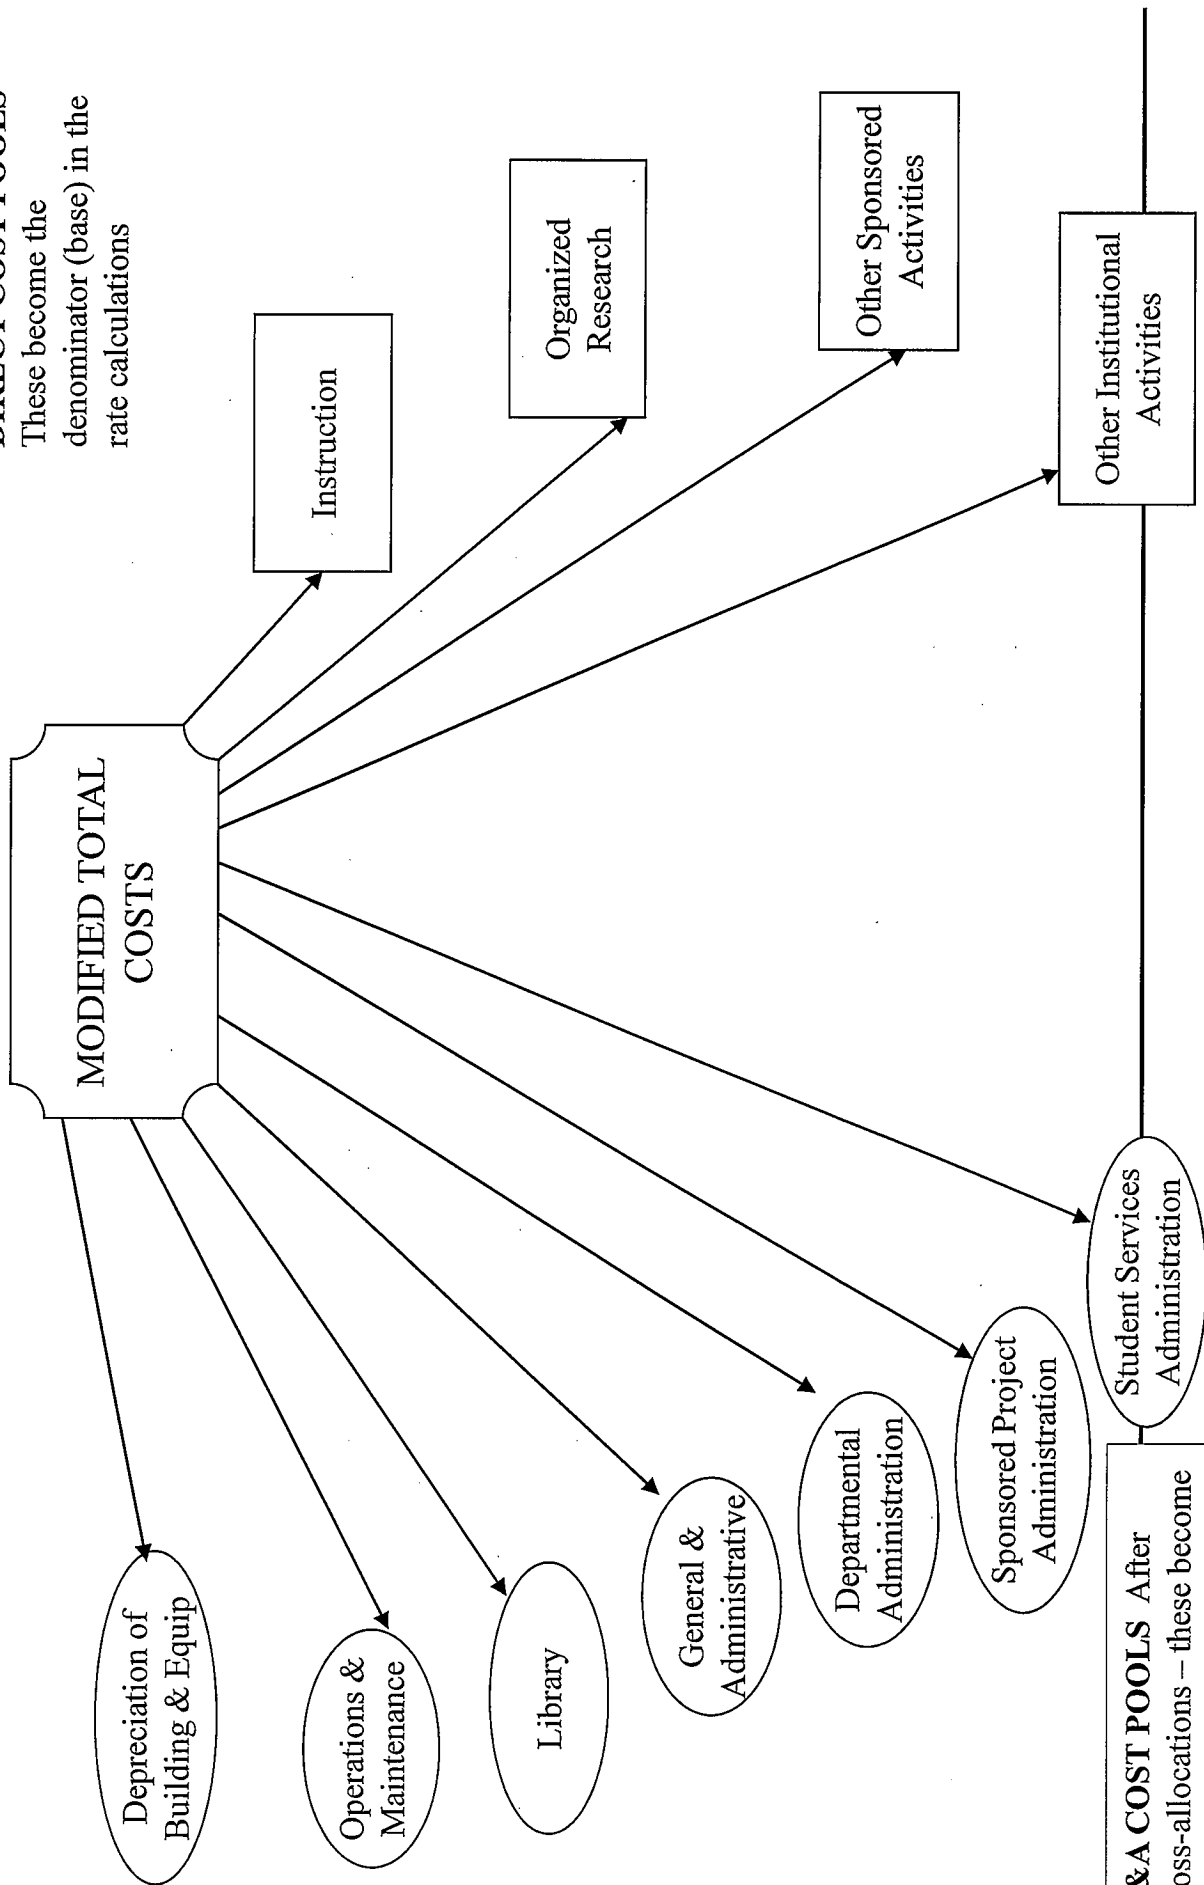 DIRECT COST POOLS
These become the
denominator (base) in the
rate calculations
MODIFIED TOTAL
COSTS
Instruction
Organized
Research
Other Sponsored
Activities
Other Institutional
Activities
Depreciation of
Building & Equip
Operations &
Maintenance
Library
General &
Administrative
Departmental
Administration
Sponsored Project
Administration
Student Services
Administration
&A COST POOLS After
oss-allocations – these become